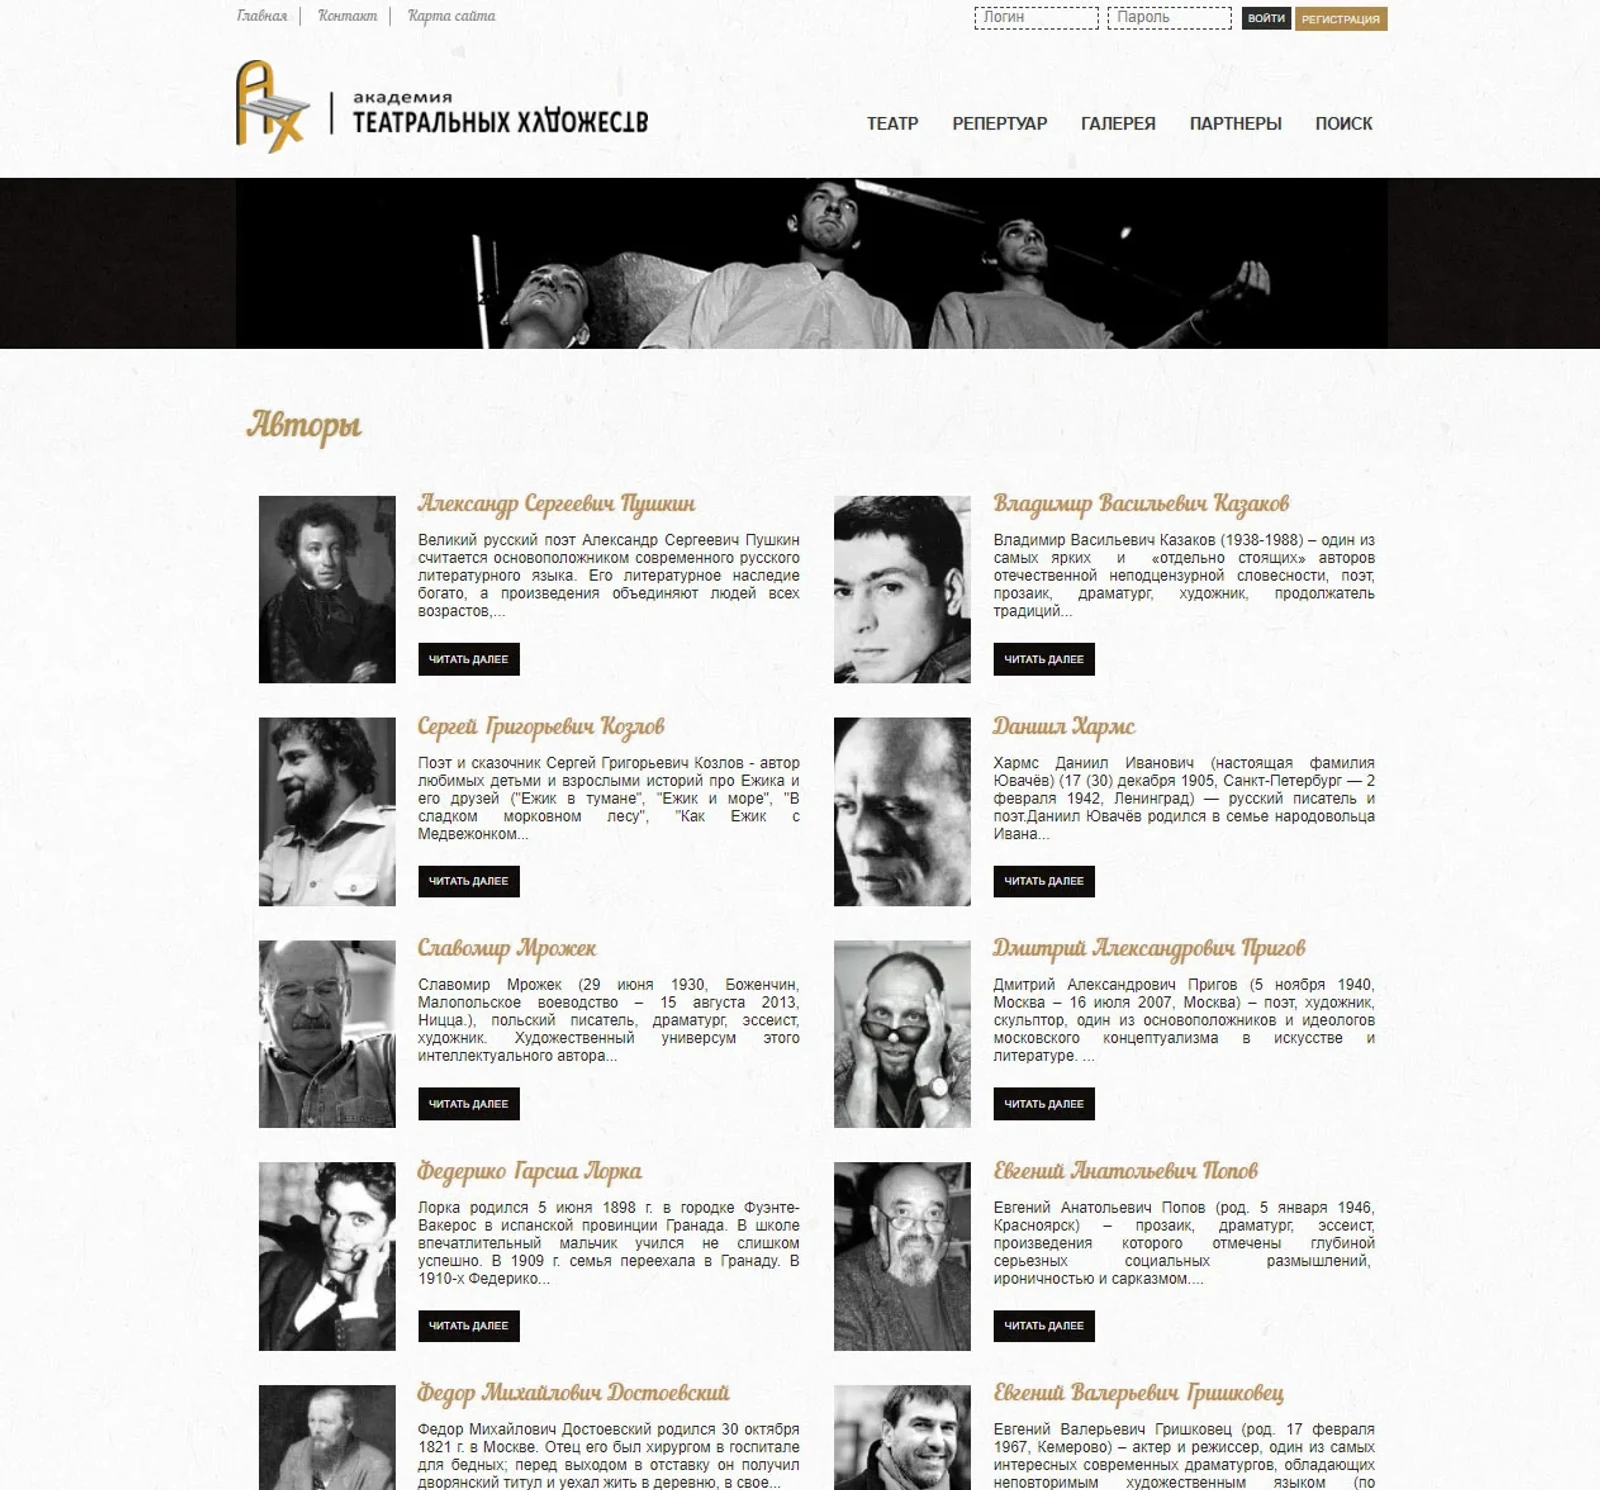 Главная
Контакт
Карта сайта
Логин
Пароль
ВОЙТИ
РЕГИСТРАЦИЯ
академия
ТЕАТРАЛЬНЫХ ХУДОЖЕСТВ
ТЕАТР
РЕПЕРТУАР
ГАЛЕРЕЯ
ПАРТНЕРЫ
ПОИСК
Авторы
Александр Сергеевич Пушкин
Великий русский поэт Александр Сергеевич Пушкин
считается основоположником современного русского
литературного языка. Его литературное наследие
богато, а произведения объединяют людей всех
возрастов,...
ЧИТАТЬ ДАЛЕЕ
Владимир Васильевич Казаков
Владимир Васильевич Казаков (1938-1988) – один из
самых ярких и «отдельно стоящих» авторов
отечественной неподцензурной словесности, поэт,
прозаик, драматург, художник, продолжатель
традиций...
ЧИТАТЬ ДАЛЕЕ
Сергей Григорьевич Козлов
Поэт и сказочник Сергей Григорьевич Козлов - автор
любимых детьми и взрослыми историй про Ежика и
его друзей ("Ежик в тумане", "Ежик и море", "В
сладком морковном лесу", "Как Ежик с
Медвежонком...
ЧИТАТЬ ДАЛЕЕ
Даниил Хармс
Хармс Даниил Иванович (настоящая фамилия
Ювачёв) (17 (30) декабря 1905, Санкт-Петербург — 2
февраля 1942, Ленинград) — русский писатель и
поэт.Даниил Ювачёв родился в семье народовольца
Ивана...
ЧИТАТЬ ДАЛЕЕ
Славомир Мрожек
Славомир Мрожек (29 июня 1930, Боженчин,
Малопольское воеводство – 15 августа 2013,
Ницца.), польский писатель, драматург, эссеист,
художник. Художественный универсум этого
интеллектуального автора...
ЧИТАТЬ ДАЛЕЕ
Дмитрий Александрович Пригов
Дмитрий Александрович Пригов (5 ноября 1940,
Москва – 16 июля 2007, Москва) – поэт, художник,
скульптор, один из основоположников и идеологов
московского концептуализма в искусстве и
литературе. ...
ЧИТАТЬ ДАЛЕЕ
Федерико Гарсиа Лорка
Лорка родился 5 июня 1898 г. в городке Фуэнте-
Вакерос в испанской провинции Гранада. В школе
впечатлительный мальчик учился не слишком
успешно. В 1909 г. семья переехала в Гранаду. В
1910-х Федерико...
ЧИТАТЬ ДАЛЕЕ
Евгений Анатольевич Попов
Евгений Анатольевич Попов (род. 5 января 1946,
Красноярск) – прозаик, драматург, эссеист,
произведения которого отмечены глубиной
серьезных социальных размышлений,
ироничностью и сарказмом....
ЧИТАТЬ ДАЛЕЕ
Федор Михайлович Достоевский
Федор Михайлович Достоевский родился 30 октября
1821 г. в Москве. Отец его был хирургом в госпитале
для бедных; перед выходом в отставку он получил
дворянский титул и уехал жить в деревню, в свое...
Евгений Валерьевич Гришковец
Евгений Валерьевич Гришковец (род. 17 февраля
1967, Кемерово) – актер и режиссер, один из самых
интересных современных драматургов, обладающих
неповторимым художественным языком (по